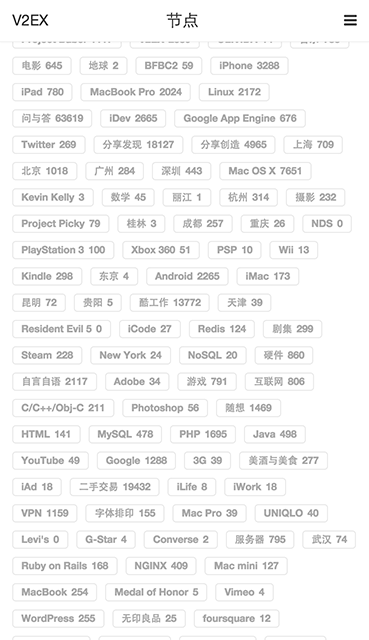 V2EX 节点
电影 645 地球 2 BFBC2 59 iPhone 3288
iPad 780 MacBook Pro 2024 Linux 2172
问与答 63619 iDev 2665 Google App Engine 676
Twitter 269 分享发现 18127 分享创造 4965 上海 709
北京 1018 广州 284 深圳 443 Mac OS X 7651
Kevin Kelly 3 数学 45 丽江 1 杭州 314 摄影 232
Project Picky 79 桂林 3 成都 257 重庆 26 NDS 0
PlayStation 3 100 Xbox 360 51 PSP 10 Wii 13
Kindle 298 东京 4 Android 2265 iMac 173
昆明 72 贵阳 5 酷工作 13772 天津 39
Resident Evil 5 0 iCode 27 Redis 124 剧集 299
Steam 228 New York 24 NoSQL 20 硬件 860
自言自语 2117 Adobe 34 游戏 791 互联网 806
C/C++/Obj-C 211 Photoshop 56 随想 1469
HTML 141 MySQL 478 PHP 1695 Java 498
YouTube 49 Google 1288 3G 39 美酒与美食 277
iAd 18 二手交易 19432 iLife 8 iWork 18
VPN 1159 字体排印 155 Mac Pro 39 UNIQLO 40
Levi's 0 G-Star 4 Converse 2 服务器 795 武汉 74
Ruby on Rails 168 NGINX 409 Mac mini 127
MacBook 254 Medal of Honor 5 Vimeo 4
WordPress 255 无印良品 25 foursquare 12